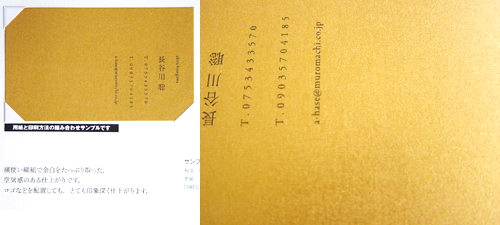 長谷川 聡
用紙と印刷方法の組み合わせサンプルです
横使い縦組で余白をたっぷり取った、
空気感のある仕上がりです。
ロゴなどを配置しても、とても印象深く仕上がります。
サンプ
長谷川 聡
T. 0753433570
T. 09035704185
a-hase@muromachi.co.jp